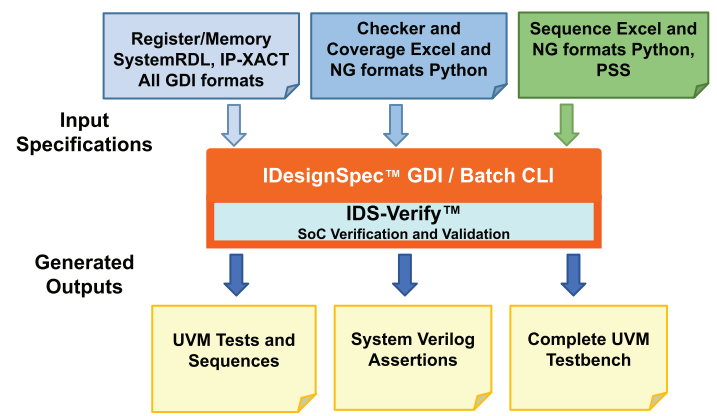 Register/Memory
SystemRDL, IP-XACT
All GDI formats
Checker and
Coverage Excel and
NG formats Python
Sequence Excel and
NG formats Python,
PSS
Input
Specifications
IDesignSpec™ GDI / Batch CLI
IDS-Verify™
SoC Verification and Validation
Generated
Outputs
UVM Tests and
Sequences
System Verilog
Assertions
Complete UVM
Testbench